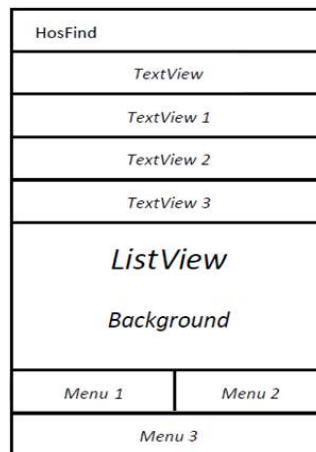 HosFind
TextView
TextView 1
TextView 2
TextView 3
ListView
Background
Menu 1 Menu 2
Menu 3